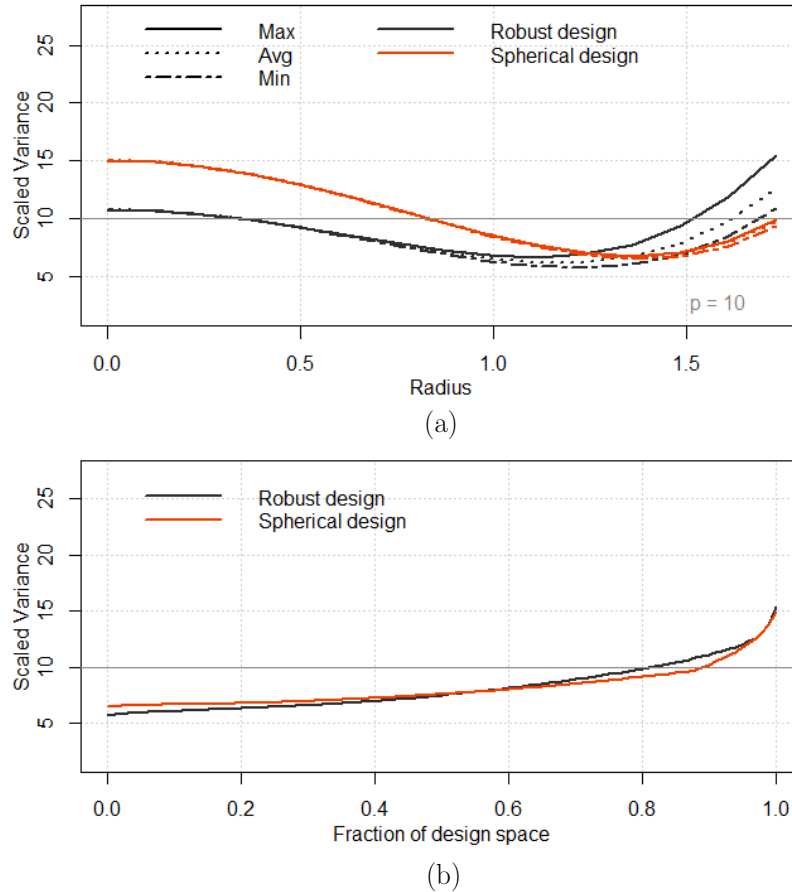 Max
Avg
Min
Robust design
Spherical design
25
20
15
10
5
Scaled Variance
p = 10
0.0 0.5 1.0 1.5
Radius
(a)
Robust design
Spherical design
25
20
15
10
5
Scaled Variance
0.0 0.2 0.4 0.6 0.8 1.0
Fraction of design space
(b)